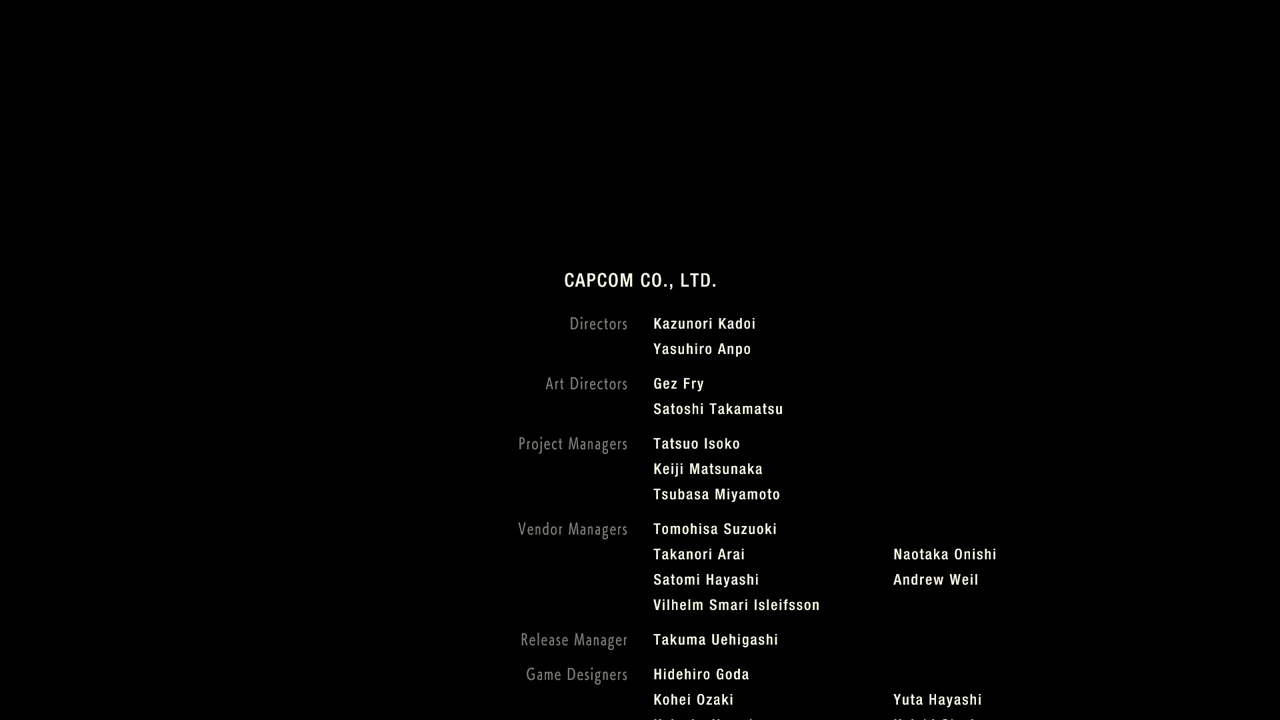 CAPCOM CO., LTD.
Directors Kazunori Kadoi
Yasuhiro Anpo
Art Directors Gez Fry
Satoshi Takamatsu
Project Managers Tatsuo Isoko
Keiji Matsunaka
Tsubasa Miyamoto
Vendor Managers Tomohisa Suzuoki
Takanori Arai Naotaka Onishi
Satomi Hayashi Andrew Weil
Vilhelm Smari Isleifsson
Release Manager Takuma Uehigashi
Game Designers Hidehiro Goda
Kohei Ozaki Yuta Hayashi